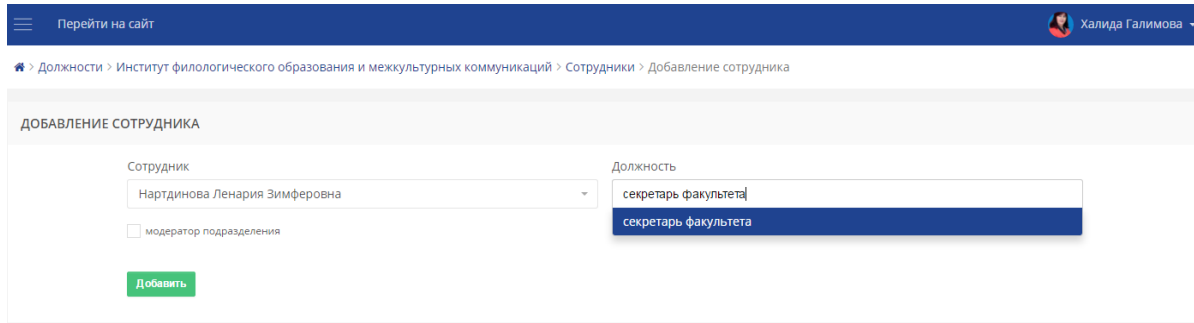 Перейти на сайт
Халида Галимова
> Должности > Институт филологического образования и межкультурных коммуникаций > Сотрудники > Добавление сотрудника
ДОБАВЛЕНИЕ СОТРУДНИКА
Сотрудник
Должность
Нартдинова Ленария Зимферовна
секретарь факультета
секретарь факультета
модератор подразделения
Добавить